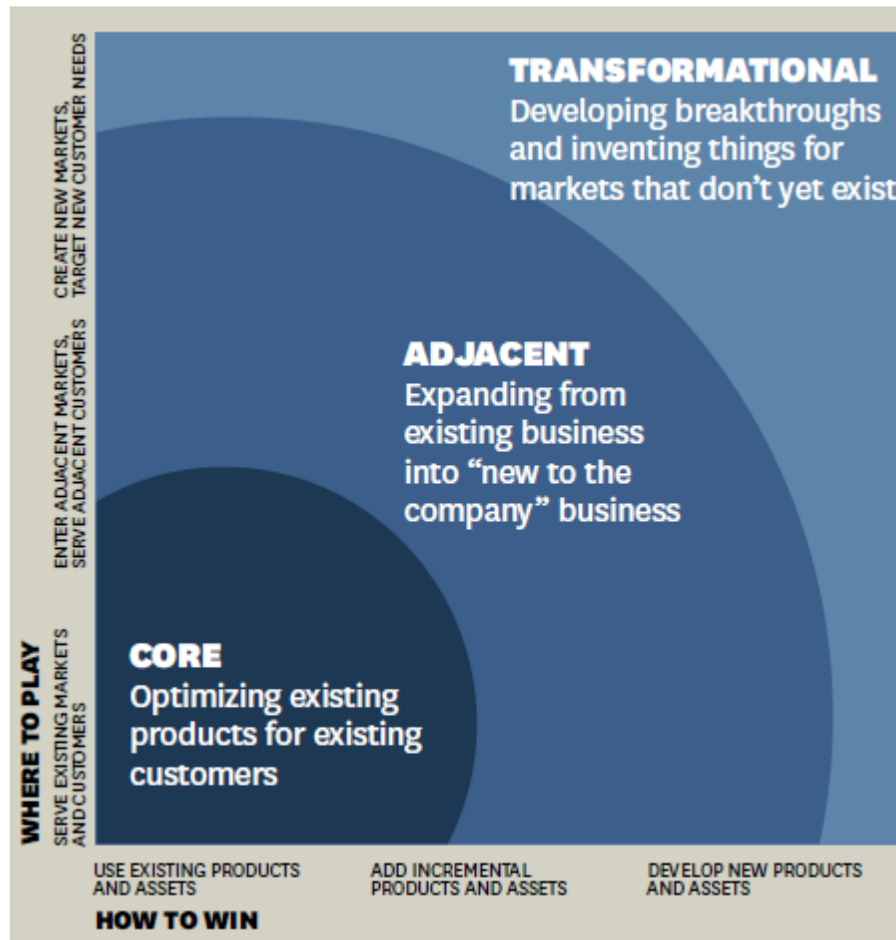 TRANSFORMATIONAL
Developing breakthroughs
and inventing things for
markets that don’t yet exist
ADJACENT
Expanding from
existing business
into “new to the
company” business
CORE
Optimizing existing
products for existing
customers
WHERE TO PLAY
CREATE NEW MARKETS,
TARGET NEW CUSTOMER NEEDS
ENTER ADJACENT MARKETS,
SERVE ADJACENT CUSTOMERS
SERVE EXISTING MARKETS
AND CUSTOMERS
USE EXISTING PRODUCTS
AND ASSETS
ADD INCREMENTAL
PRODUCTS AND ASSETS
DEVELOP NEW PRODUCTS
AND ASSETS
HOW TO WIN